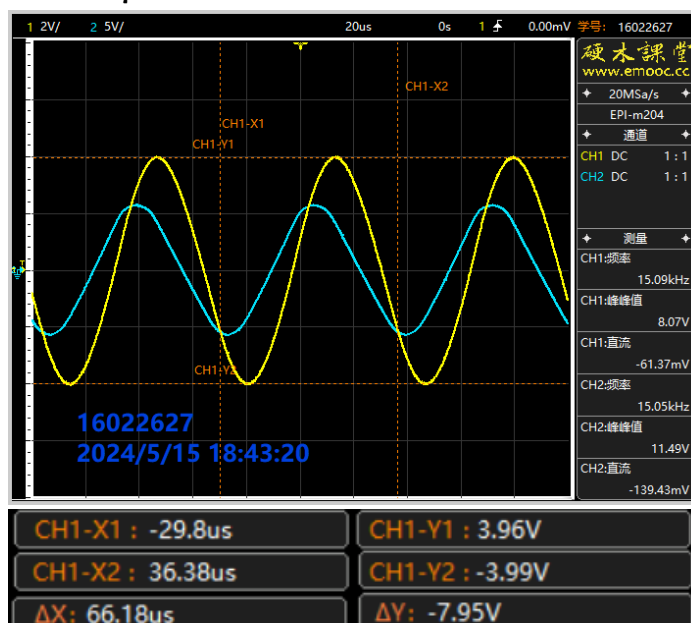 1 2V/ 2 5V/ 20us 0s 1 0.00mV 学号: 16022627
硬木課堂
www.emooc.cc
20MSa/s
EPI-m204
通道
CH1 DC 1:1
CH2 DC 1:1
测量
CH1:频率
15.09kHz
CH1:峰峰值
8.07V
CH1:直流
-61.37mV
CH2:频率
15.05kHz
CH2:峰峰值
11.49V
CH2:直流
-139.43mV
CH1-X2
CH1-X1
CH1-Y1
CH1-Y2
T
16022627
2024/5/15 18:43:20
CH1-X1: -29.8us CH1-Y1: 3.96V
CH1-X2: 36.38us CH1-Y2: -3.99V
ΔX: 66.18us ΔY: -7.95V